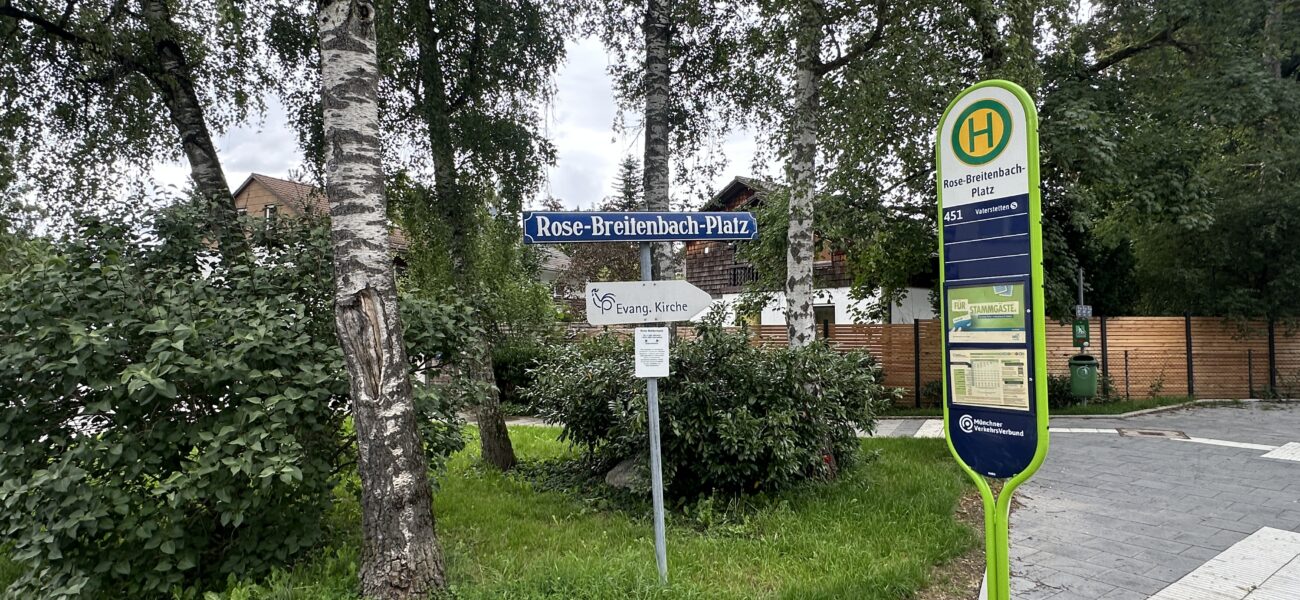 Rose-Breitenbach-Platz
Evang. Kirche
H
Rose-Breitenbach-
Platz
451 Vaterstetten S
FÜR
STAMMGÄSTE.
Münchner
VerkehrsVerbund